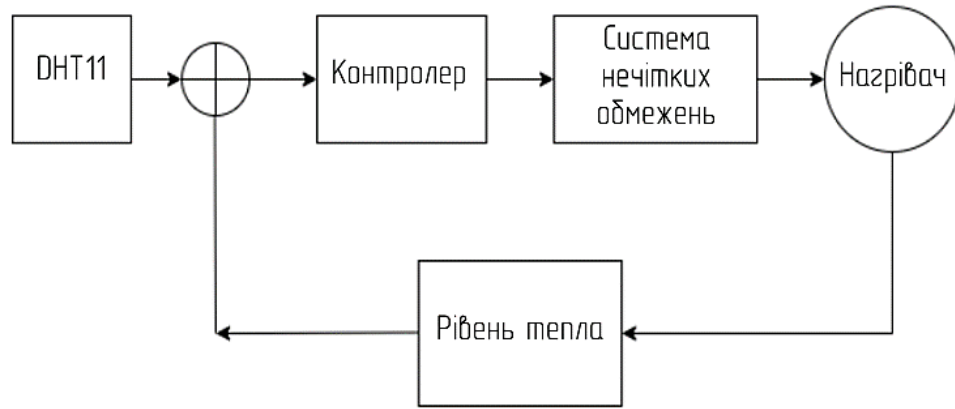 DHT11
Контролер
Система
нечітких
обмежень
Нагрівач
Рівень тепла